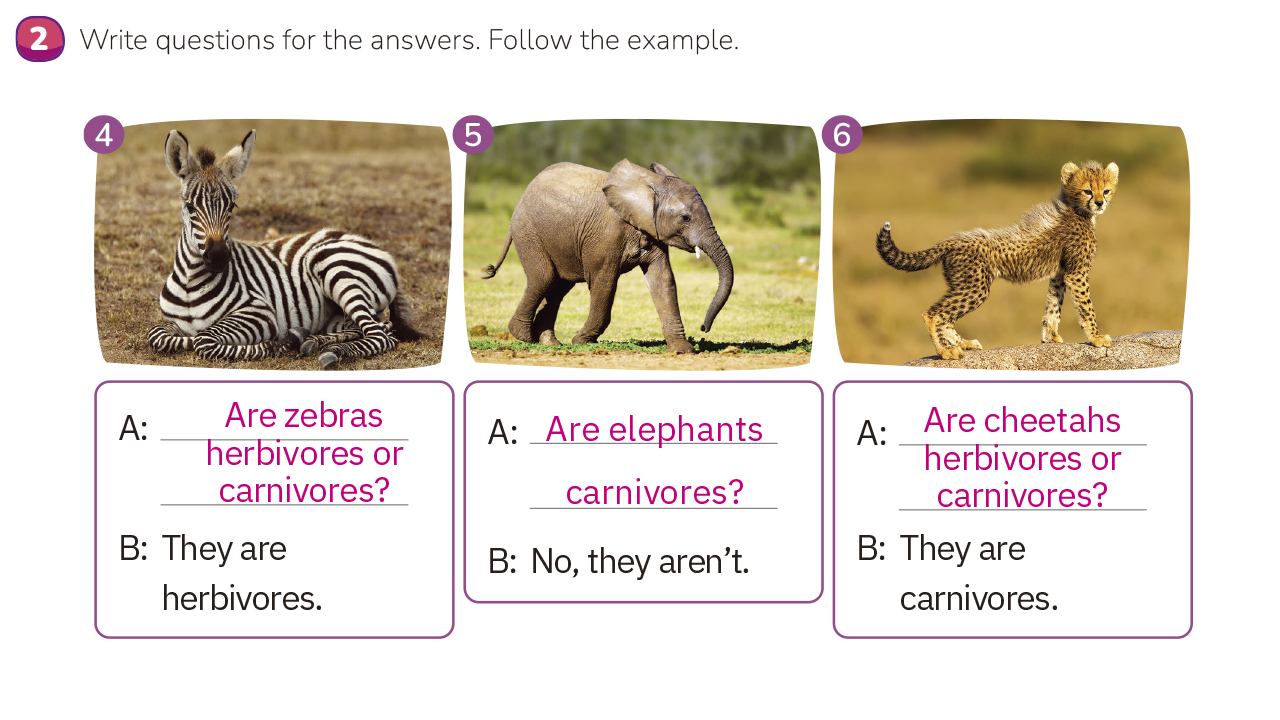 2 Write questions for the answers. Follow the example.
4
A: Are zebras
herbivores or
carnivores?
B: They are
herbivores.
5
A: Are elephants
carnivores?
B: No, they aren’t.
6
A: Are cheetahs
herbivores or
carnivores?
B: They are
carnivores.